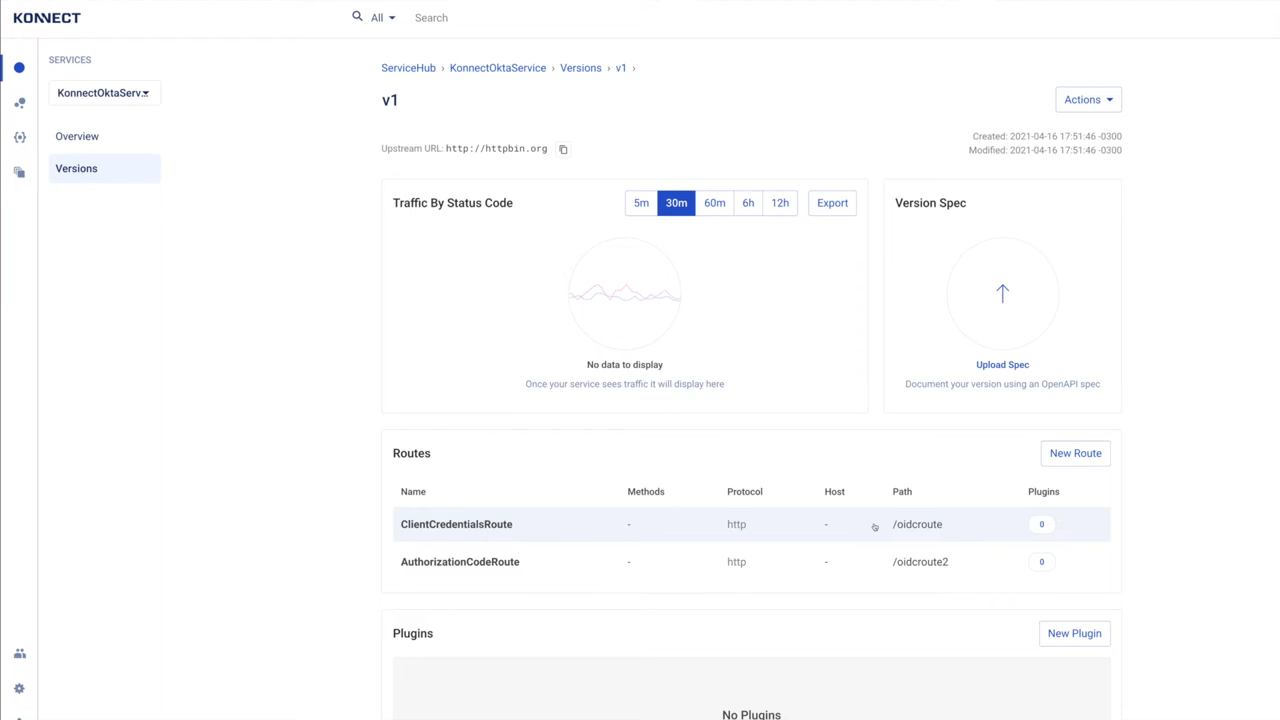 KONNECT
All
Search
SERVICES
KonnectOktaServ...
Overview
Versions
ServiceHub › KonnectOktaService › Versions › v1 ›
v1
Actions
Upstream URL: http://httpbin.org
Created: 2021-04-16 17:51:46 -0300
Modified: 2021-04-16 17:51:46 -0300
Traffic By Status Code
5m 30m 60m 6h 12h Export
No data to display
Once your service sees traffic it will display here
Version Spec
Upload Spec
Document your version using an OpenAPI spec
Routes
New Route
Name Methods Protocol Host Path Plugins
ClientCredentialsRoute - http - /oidcroute 0
AuthorizationCodeRoute - http - /oidcroute2 0
Plugins
New Plugin
No Plugins